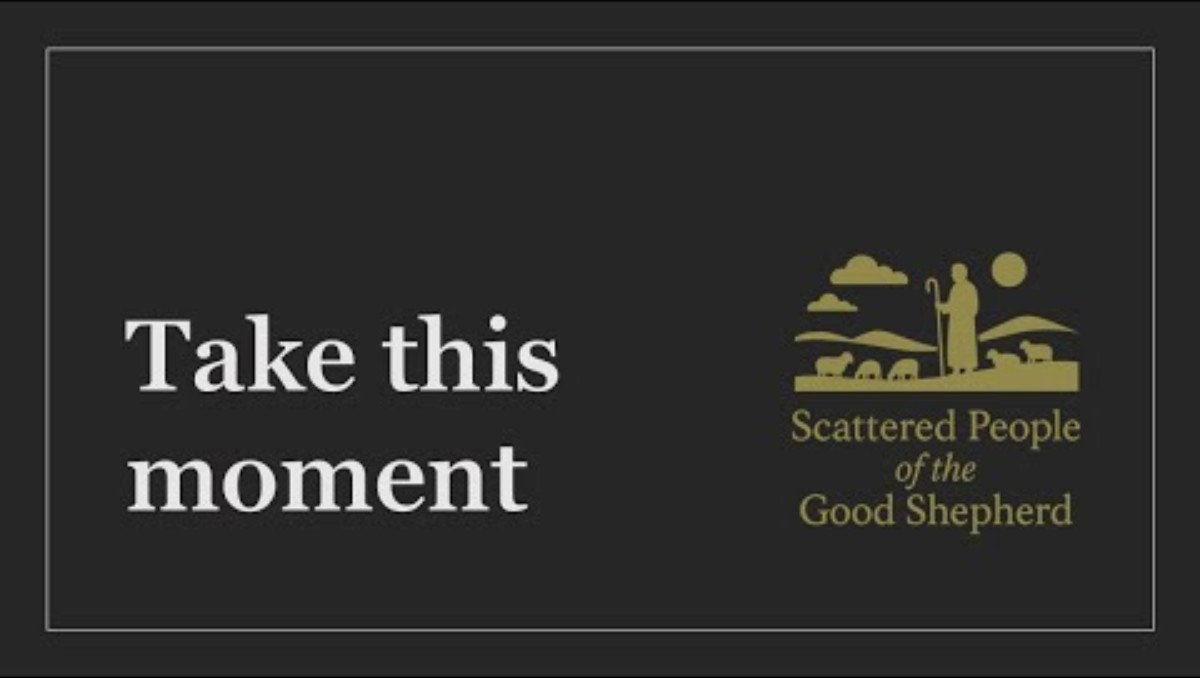 Take this
moment
Scattered People
of the
Good Shepherd